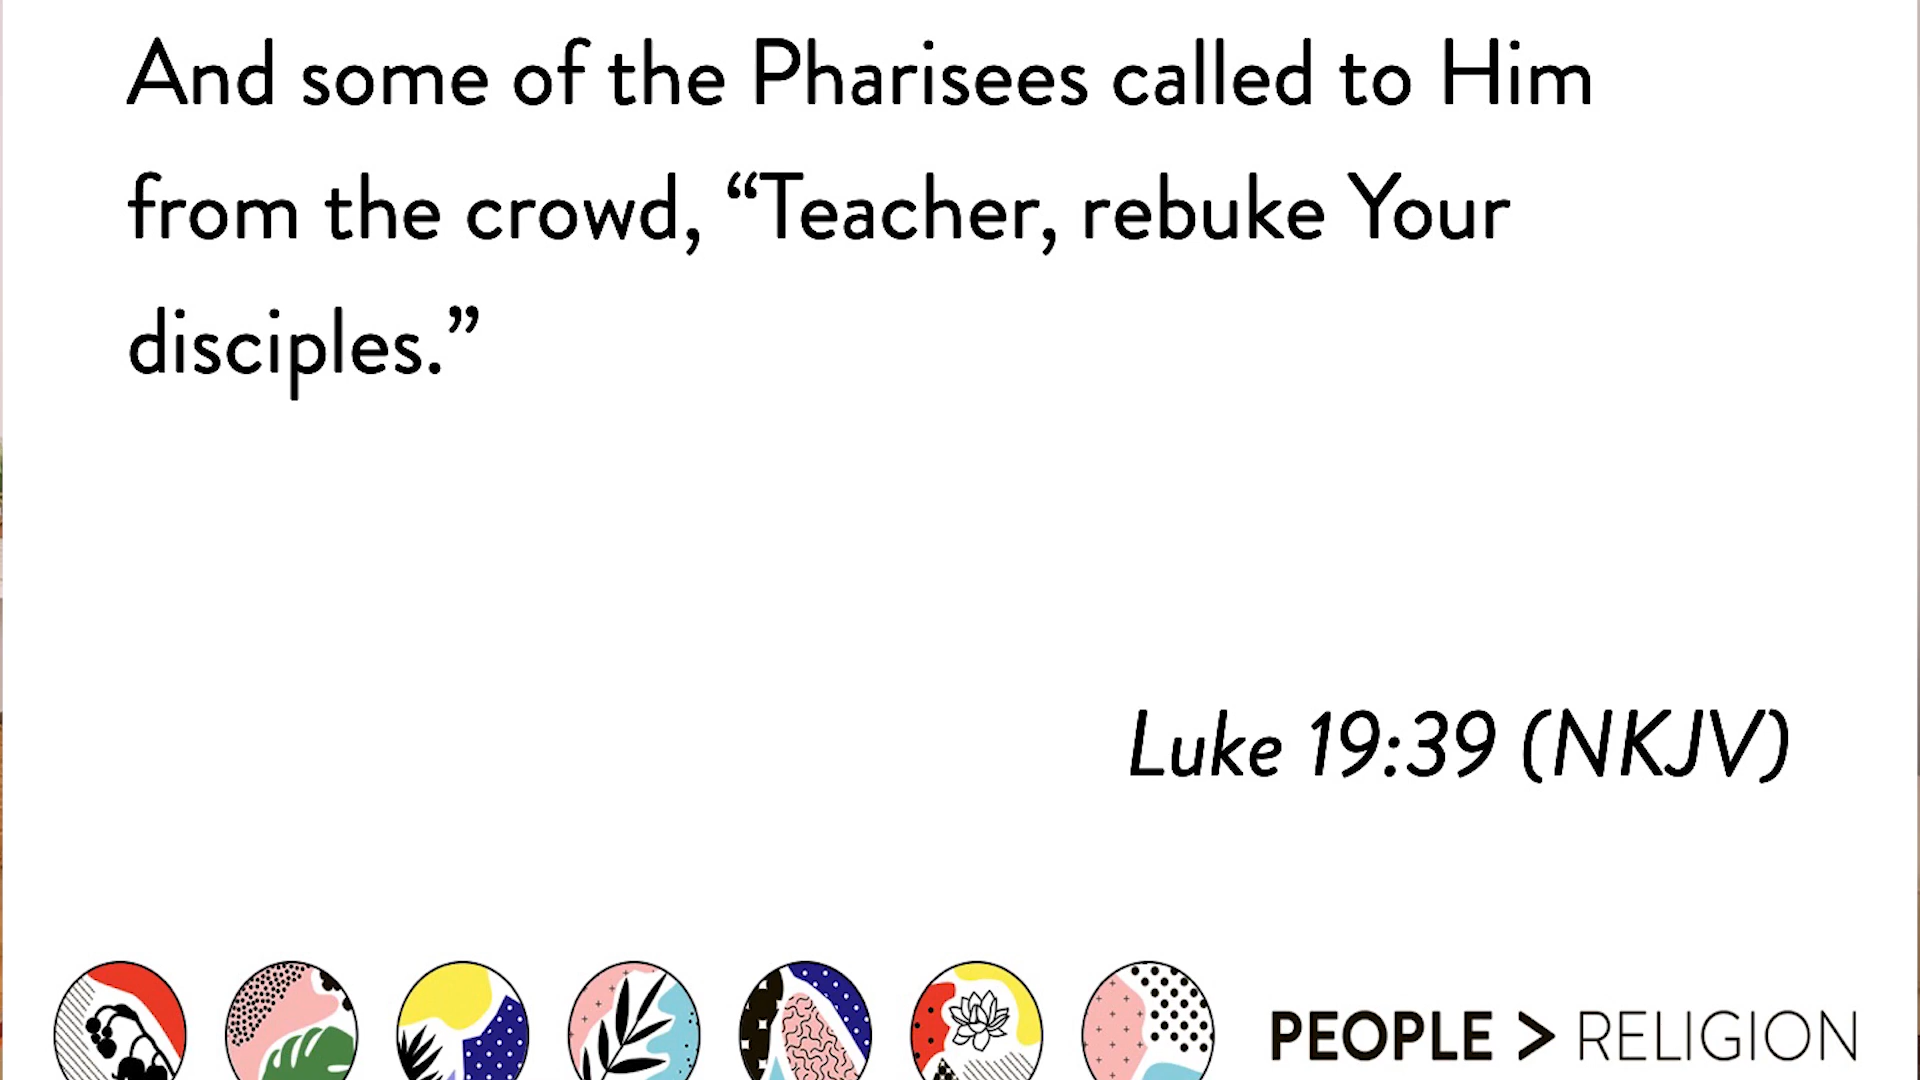 And some of the Pharisees called to Him
from the crowd, “Teacher, rebuke Your
disciples.”
Luke 19:39 (NKJV)
PEOPLE > RELIGION